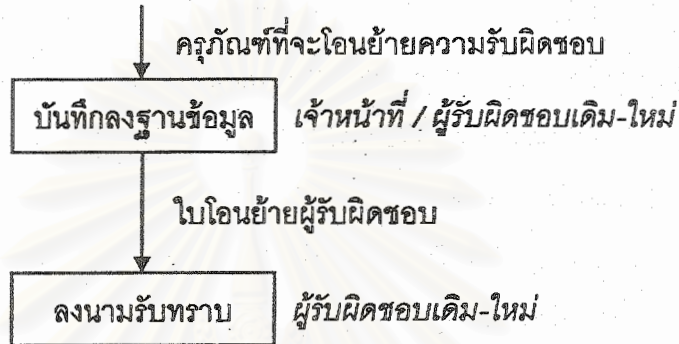 ครุภัณฑ์ที่จะโอนย้ายความรับผิดชอบ
บันทึกลงฐานข้อมูล เจ้าหน้าที่ / ผู้รับผิดชอบเดิม-ใหม่
ใบโอนย้ายผู้รับผิดชอบ
ลงนามรับทราบ ผู้รับผิดชอบเดิม-ใหม่